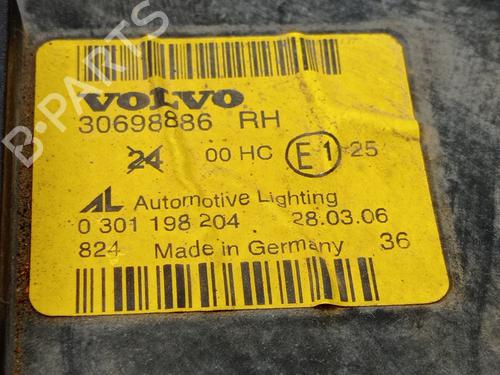 B-PARTS
VOLVO
30698886 RH
24 00 HC E1 25
AL Automotive Lighting
0 301 198 204 28.03.06
824 Made in Germany 36